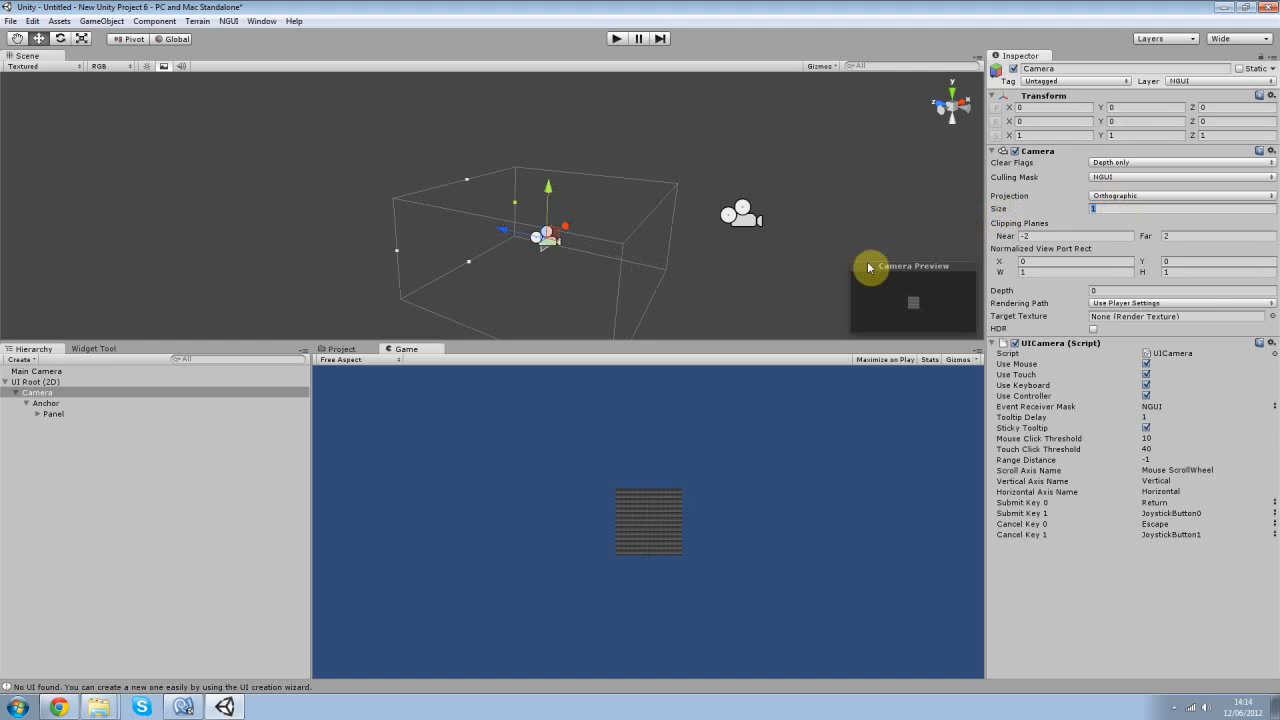 Unity - Untitled - New Unity Project 6 - PC and Mac Standalone*
File Edit Assets GameObject Component Terrain NGUI Window Help
Pivot Global
Layers Wide
Scene
Textured RGB Gizmos All
y
z x
Camera Preview
Inspector
Camera Static
Tag Untagged Layer NGUI
Transform
X 0 Y 0 Z 0
X 0 Y 0 Z 0
X 1 Y 1 Z 1
Camera
Clear Flags Depth only
Culling Mask NGUI
Projection Orthographic
Size 1
Clipping Planes
Near -2 Far 2
Normalized View Port Rect
X 0 Y 0
W 1 H 1
Depth 0
Rendering Path Use Player Settings
Target Texture None (Render Texture)
HDR
UICamera (Script)
Script UICamera
Use Mouse
Use Touch
Use Keyboard
Use Controller
Event Receiver Mask NGUI
Tooltip Delay 1
Sticky Tooltip
Mouse Click Threshold 10
Touch Click Threshold 40
Range Distance -1
Scroll Axis Name Mouse ScrollWheel
Vertical Axis Name Vertical
Horizontal Axis Name Horizontal
Submit Key 0 Return
Submit Key 1 JoystickButton0
Cancel Key 0 Escape
Cancel Key 1 JoystickButton1
Hierarchy Widget Tool
Create All
Main Camera
UI Root (2D)
Camera
Anchor
Panel
Project Game
Free Aspect Maximize on Play Stats Gizmos
No UI found. You can create a new one easily by using the UI creation wizard.
14:14
12/06/2012